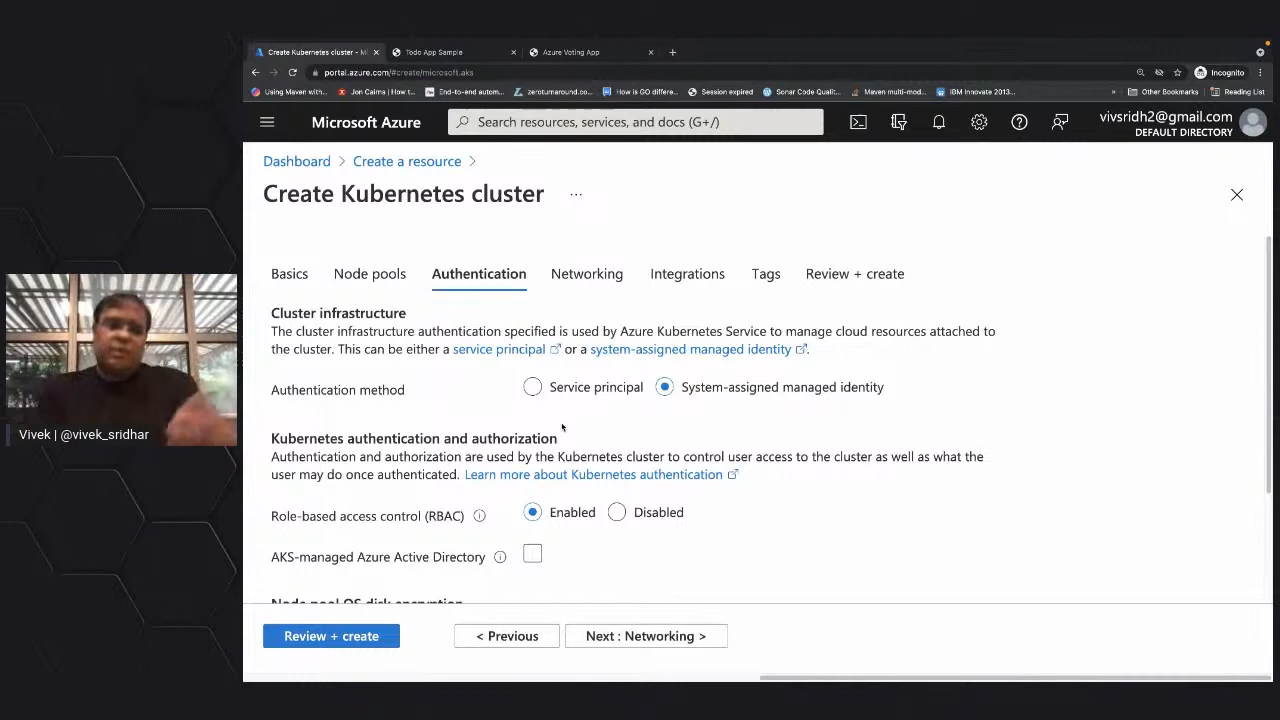 Create Kubernetes cluster - Mi
Todo App Sample
Azure Voting App
portal.azure.com/#create/microsoft.aks
Incognito
Using Maven with...
Jon Cairns | How t...
End-to-end autom...
zeroturnaround.co...
How is GO differe...
Session expired
Sonar Code Qualit...
Maven multi-mod...
IBM Innovate 2013...
»
Other Bookmarks
Reading List
Microsoft Azure
Search resources, services, and docs (G+/)
vivsridh2@gmail.com
DEFAULT DIRECTORY
Dashboard > Create a resource >
Create Kubernetes cluster ...
Basics
Node pools
Authentication
Networking
Integrations
Tags
Review + create
Cluster infrastructure
The cluster infrastructure authentication specified is used by Azure Kubernetes Service to manage cloud resources attached to
the cluster. This can be either a service principal or a system-assigned managed identity.
Authentication method
Service principal
System-assigned managed identity
Kubernetes authentication and authorization
Authentication and authorization are used by the Kubernetes cluster to control user access to the cluster as well as what the
user may do once authenticated. Learn more about Kubernetes authentication
Role-based access control (RBAC)
Enabled
Disabled
AKS-managed Azure Active Directory
Node pool OS disk encryption
Review + create
< Previous
Next : Networking >
Vivek | @vivek_sridhar